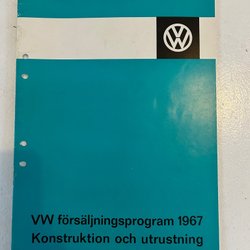 VW
VW försäljningsprogram 1967
Konstruktion och utrustning